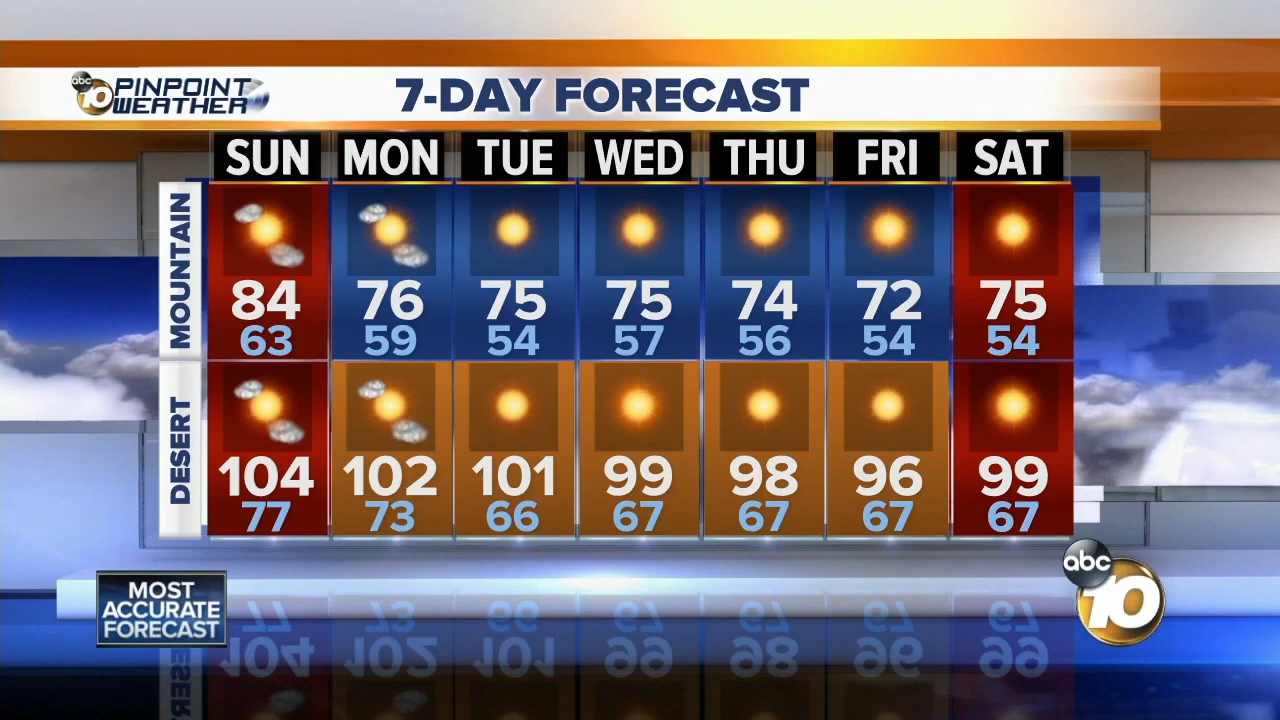 abc
10
PINPOINT
WEATHER
7-DAY FORECAST
SUN MON TUE WED THU FRI SAT
MOUNTAIN
84 76 75 75 74 72 75
63 59 54 57 56 54 54
DESERT
104 102 101 99 98 96 99
77 73 66 67 67 67 67
MOST
ACCURATE
FORECAST
abc
10